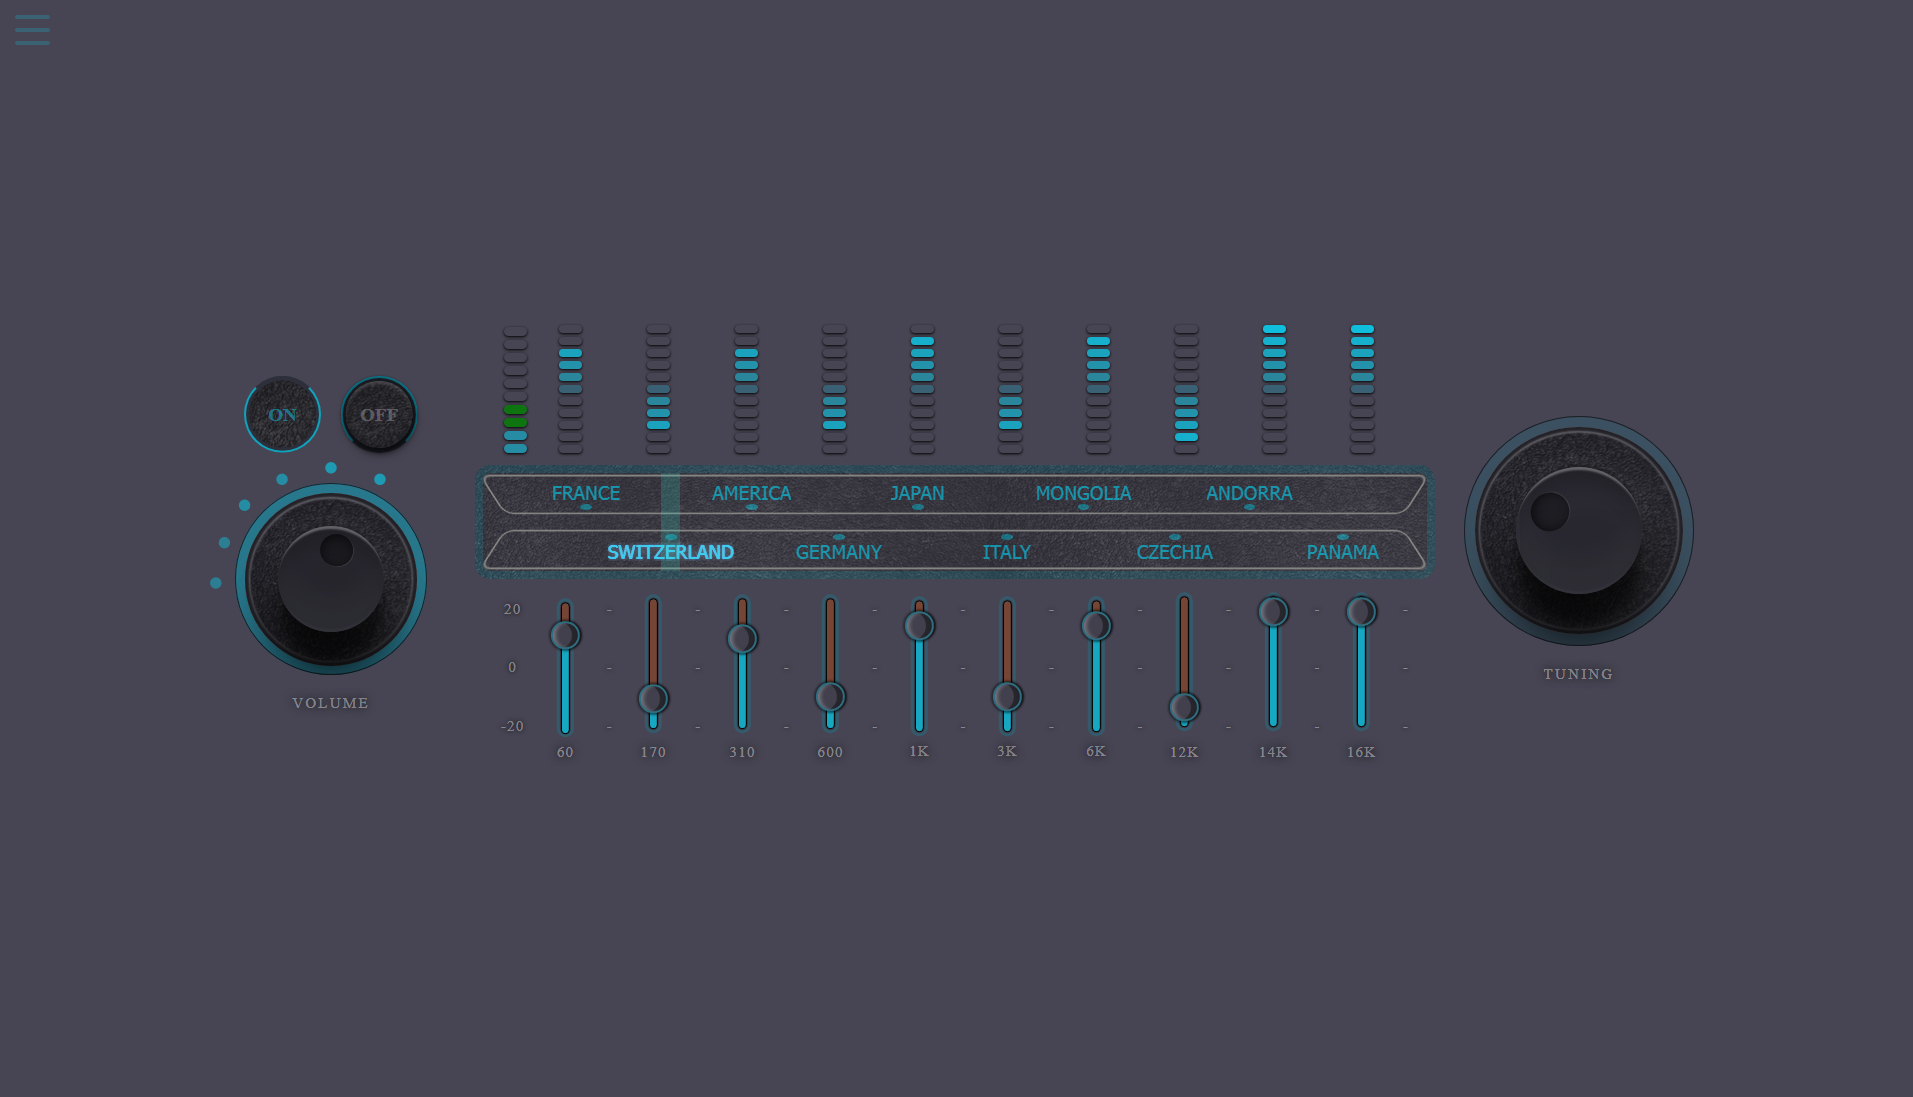 ON OFF
FRANCE AMERICA JAPAN MONGOLIA ANDORRA
SWITZERLAND GERMANY ITALY CZECHIA PANAMA
20 - - - - - - - - - -
0 - - - - - - - - - -
-20 - - - - - - - - - -
60 170 310 600 1K 3K 6K 12K 14K 16K
VOLUME
TUNING